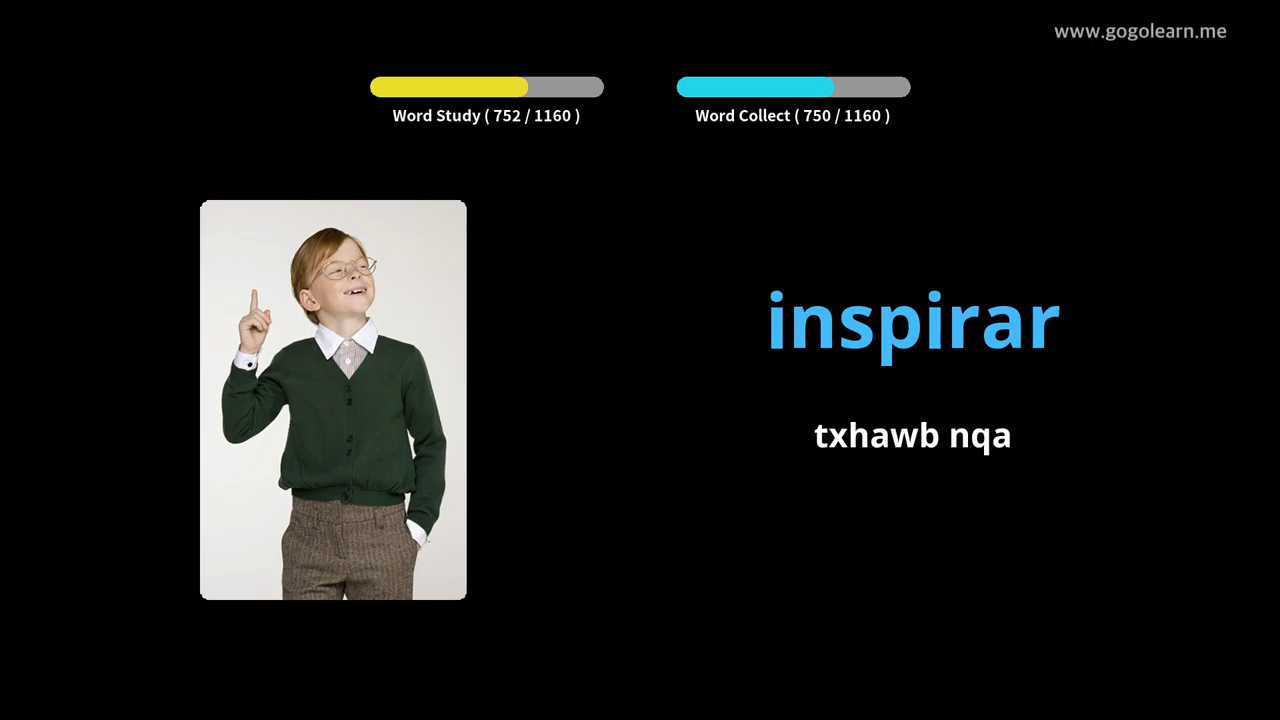 www.gogolearn.me
Word Study ( 752 / 1160 )
Word Collect ( 750 / 1160 )
inspirar
txhawb nqa